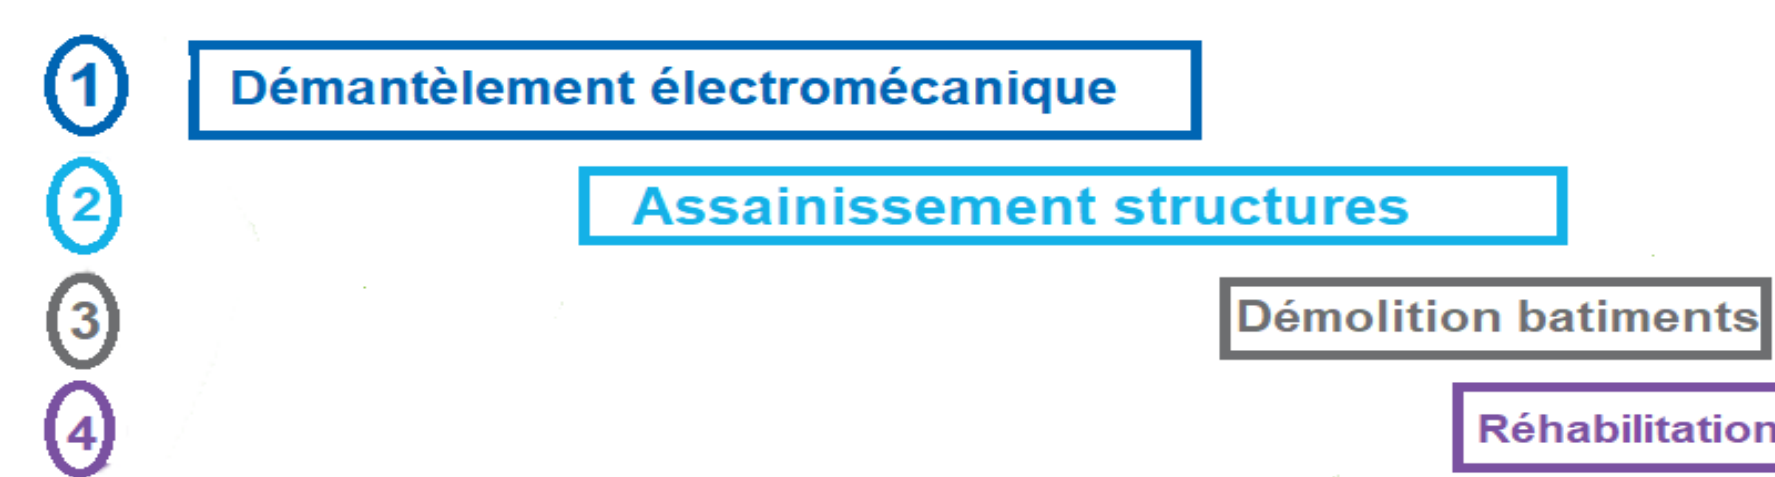 1 Démantèlement électromécanique
2 Assainissement structures
3 Démolition batiments
4 Réhabilitation